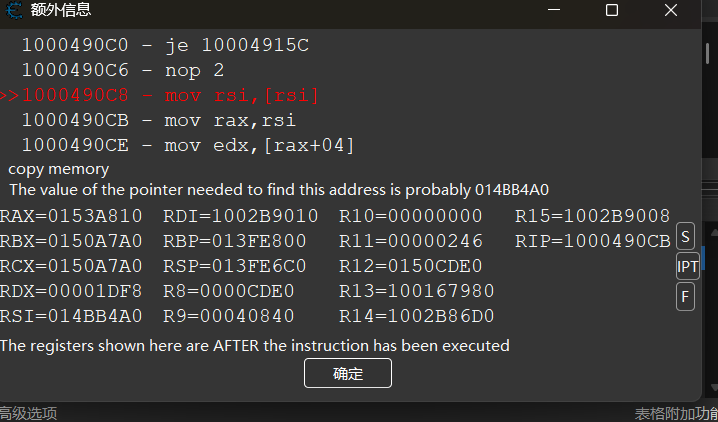 额外信息
1000490C0 - je 10004915C
1000490C6 - nop 2
>>1000490C8 - mov rsi,[rsi]
1000490CB - mov rax,rsi
1000490CE - mov edx,[rax+04]
copy memory
The value of the pointer needed to find this address is probably 014BB4A0
RAX=0153A810 RDI=1002B9010 R10=00000000 R15=1002B9008
RBX=0150A7A0 RBP=013FE800 R11=00000246 RIP=1000490CB
RCX=0150A7A0 RSP=013FE6C0 R12=0150CDE0
RDX=00001DF8 R8=0000CDE0 R13=100167980
RSI=014BB4A0 R9=00040840 R14=1002B86D0
S
IPT
F
The registers shown here are AFTER the instruction has been executed
确定
高级选项
表格附加功能